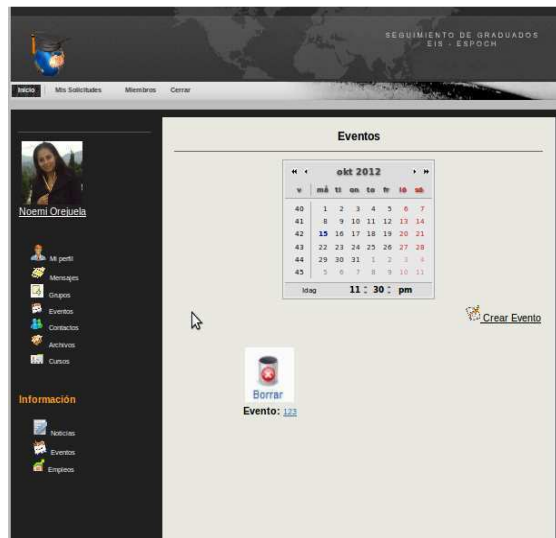 SEGUIMIENTO DE GRADUADOS
EIS - ESPOCH
Inicio Mis Solicitudes Miembros Cerrar
Noemi Orejuela
Mi perfil
Mensajes
Grupos
Eventos
Contactos
Archivos
Cursos
Información
Noticias
Eventos
Empleos
Eventos
okt 2012
v må ti on to fr lö sö
40 1 2 3 4 5 6 7
41 8 9 10 11 12 13 14
42 15 16 17 18 19 20 21
43 22 23 24 25 26 27 28
44 29 30 31 1 2 3 4
45 5 6 7 8 9 10 11
Idag 11 : 30 : pm
Crear Evento
Borrar
Evento: 123